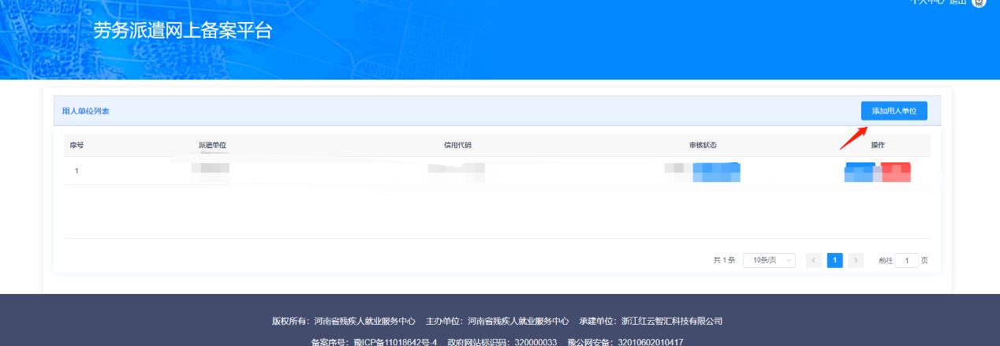 个人中心 退出
劳务派遣网上备案平台
用人单位列表 添加用人单位
序号 派遣单位 信用代码 审核状态 操作
1
共 1 条 10条/页 1 前往 1 页
版权所有：河南省残疾人就业服务中心 主办单位：河南省残疾人就业服务中心 承建单位：浙江红云智汇科技有限公司
备案序号：豫ICP备11018642号-4 政府网站标识码：320000033 豫公网安备：32010602010417